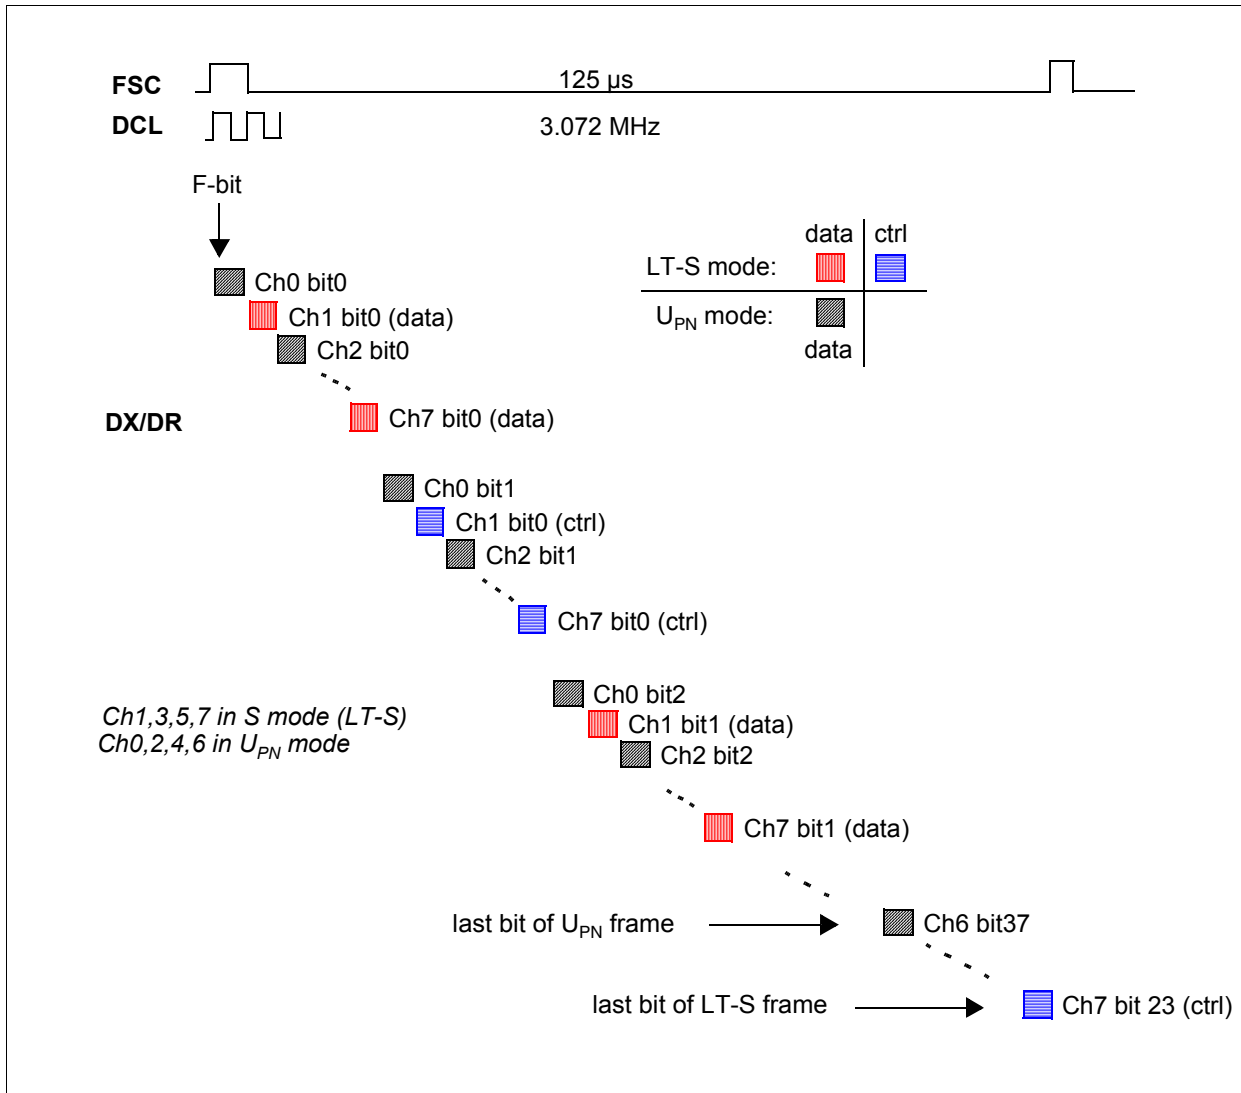 FSC
125 µs
DCL
3.072 MHz
F-bit
data ctrl
LT-S mode:
UPN mode:
data
Ch0 bit0
Ch1 bit0 (data)
Ch2 bit0
DX/DR
Ch7 bit0 (data)
Ch0 bit1
Ch1 bit0 (ctrl)
Ch2 bit1
Ch7 bit0 (ctrl)
Ch0 bit2
Ch1,3,5,7 in S mode (LT-S)
Ch1 bit1 (data)
Ch0,2,4,6 in UPN mode
Ch2 bit2
Ch7 bit1 (data)
last bit of UPN frame
Ch6 bit37
last bit of LT-S frame
Ch7 bit 23 (ctrl)